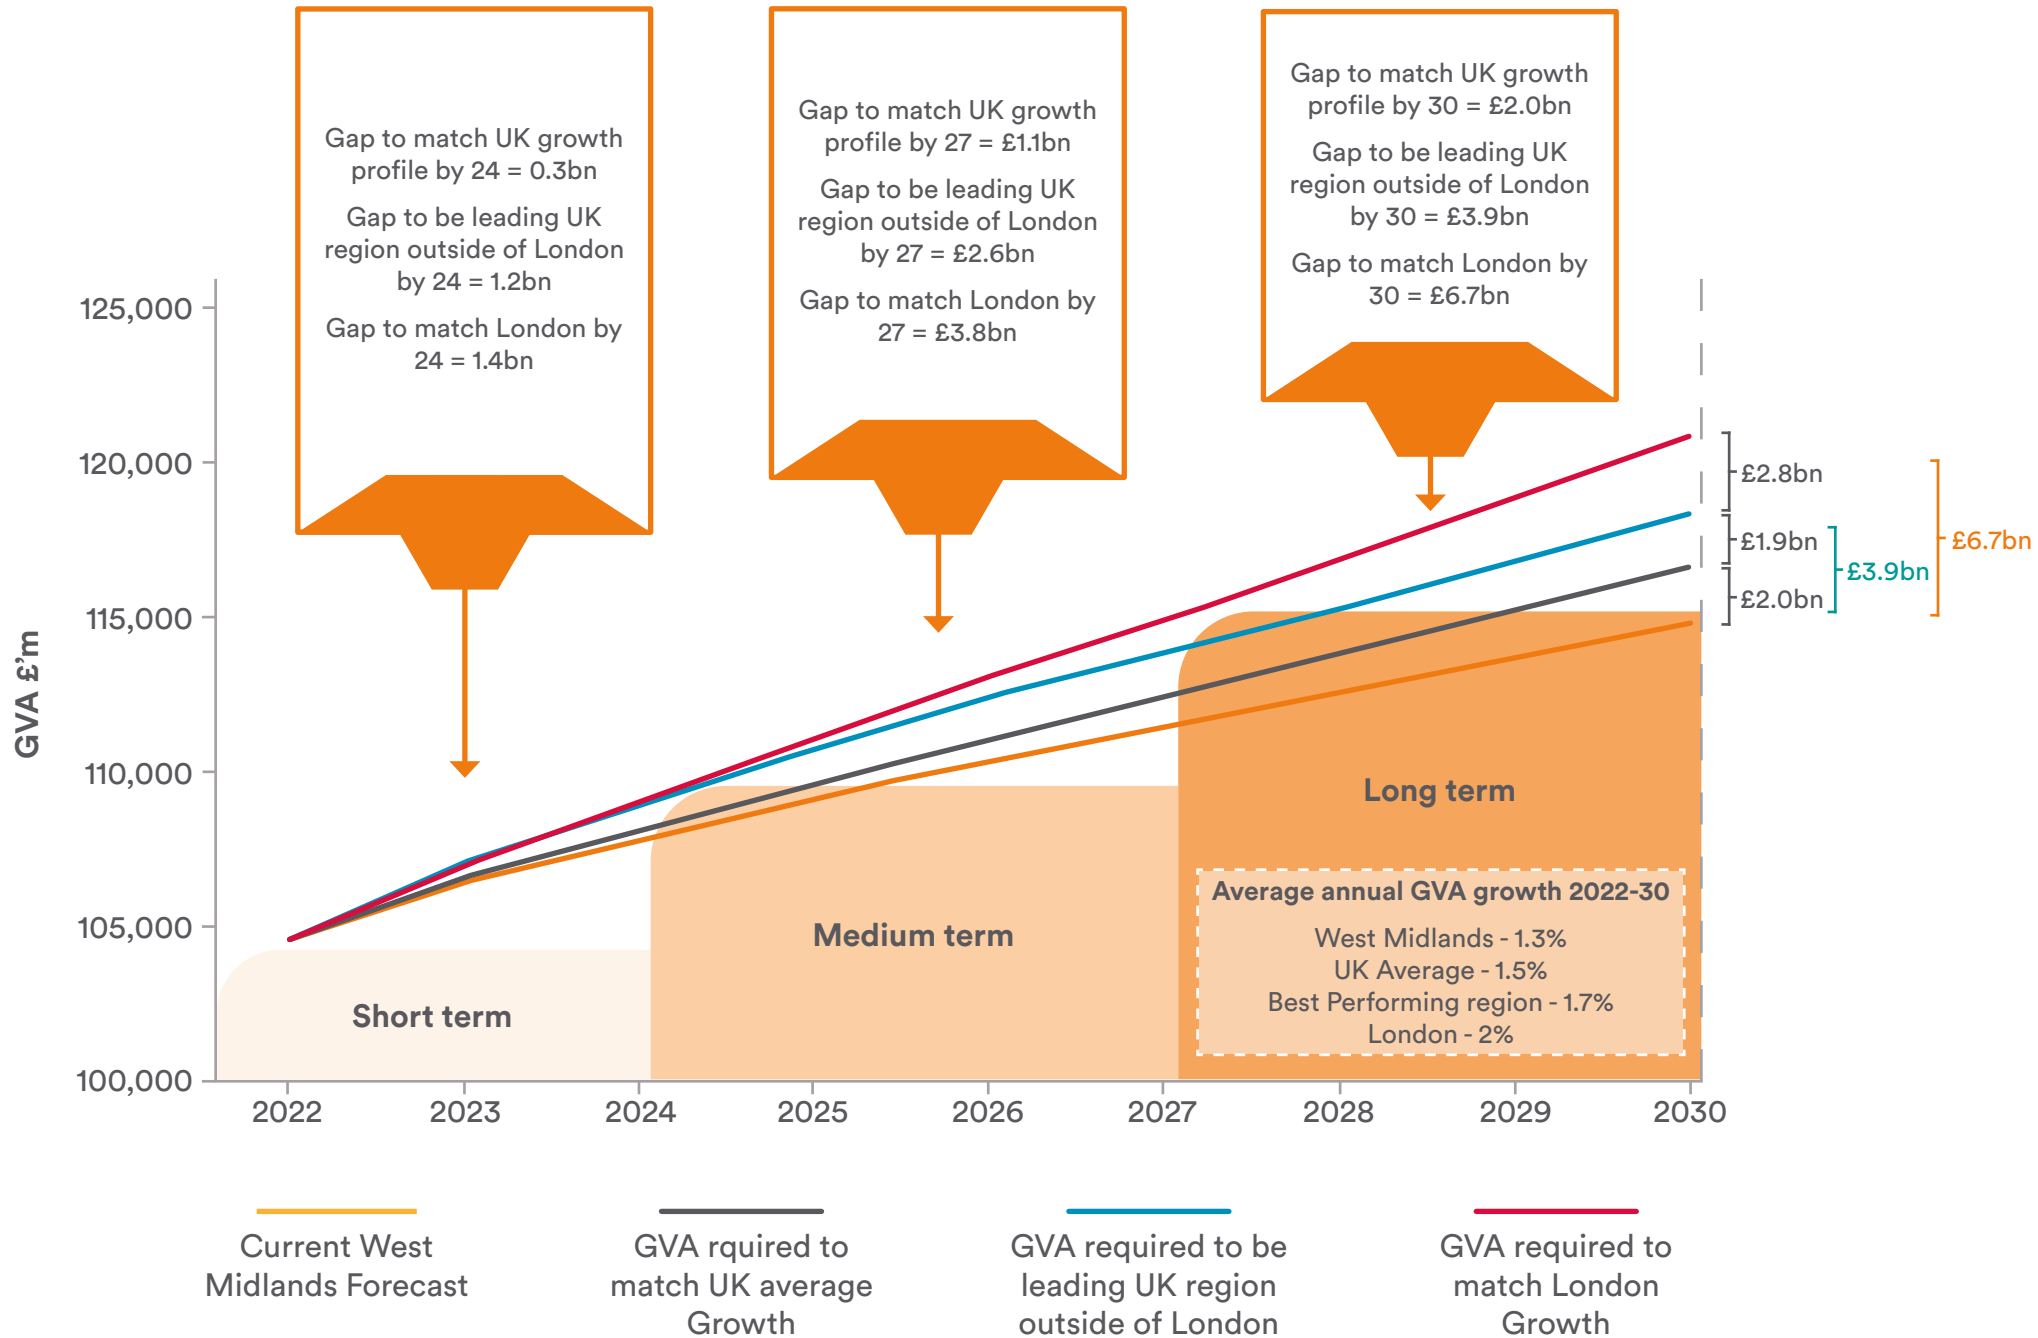 Gap to match UK growth
profile by 24 = 0.3bn
Gap to be leading UK
region outside of London
by 24 = 1.2bn
Gap to match London by
24 = 1.4bn
Gap to match UK growth
profile by 27 = £1.1bn
Gap to be leading UK
region outside of London
by 27 = £2.6bn
Gap to match London by
27 = £3.8bn
Gap to match UK growth
profile by 30 = £2.0bn
Gap to be leading UK
region outside of London
by 30 = £3.9bn
Gap to match London by
30 = £6.7bn
GVA £'m
125,000
120,000
115,000
110,000
105,000
100,000
£2.8bn
£1.9bn
£2.0bn
£3.9bn
£6.7bn
Short term
Medium term
Long term
Average annual GVA growth 2022-30
West Midlands - 1.3%
UK Average - 1.5%
Best Performing region - 1.7%
London - 2%
2022
2023
2024
2025
2026
2027
2028
2029
2030
Current West
Midlands Forecast
GVA rquired to
match UK average
Growth
GVA required to be
leading UK region
outside of London
GVA required to
match London
Growth